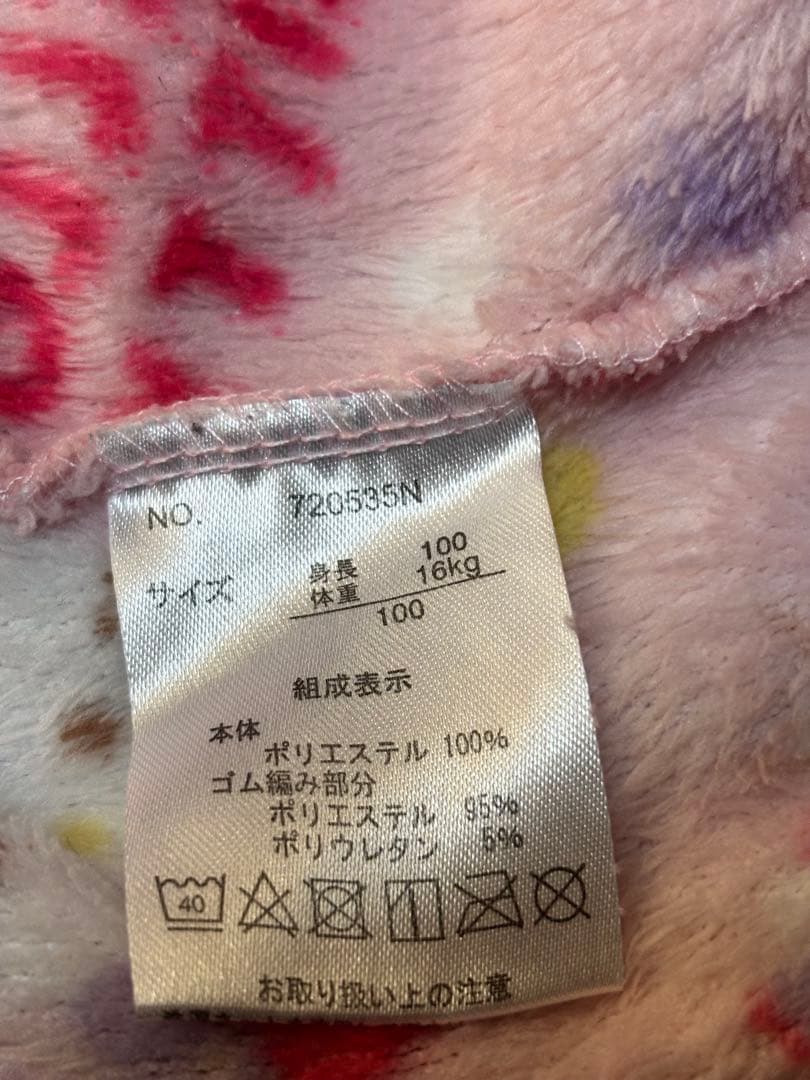 NO. 720535N
サイズ 身長 100
体重 16kg
100
組成表示
本体
ポリエステル 100%
ゴム編み部分
ポリエステル 95%
ポリウレタン 5%
40
お取り扱い上の注意